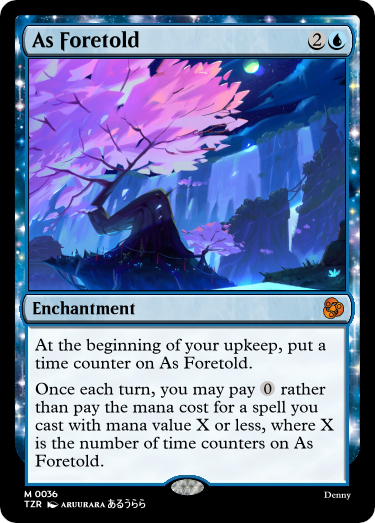 As Foretold 2
Enchantment
At the beginning of your upkeep, put a
time counter on As Foretold.
Once each turn, you may pay 0 rather
than pay the mana cost for a spell you
cast with mana value X or less, where X
is the number of time counters on As
Foretold.
M 0036
TZR ARUURARA あるうらら Denny